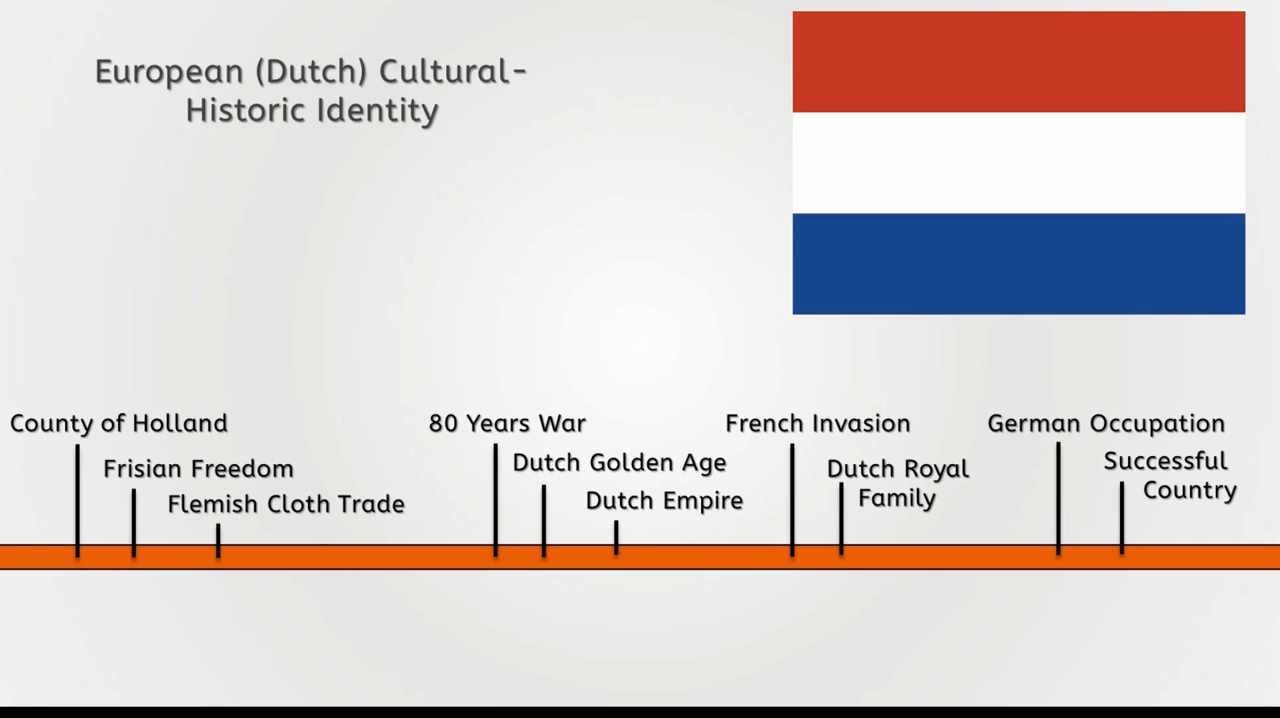 European (Dutch) Cultural-
Historic Identity
County of Holland
Frisian Freedom
Flemish Cloth Trade
80 Years War
Dutch Golden Age
Dutch Empire
French Invasion
Dutch Royal
Family
German Occupation
Successful
Country